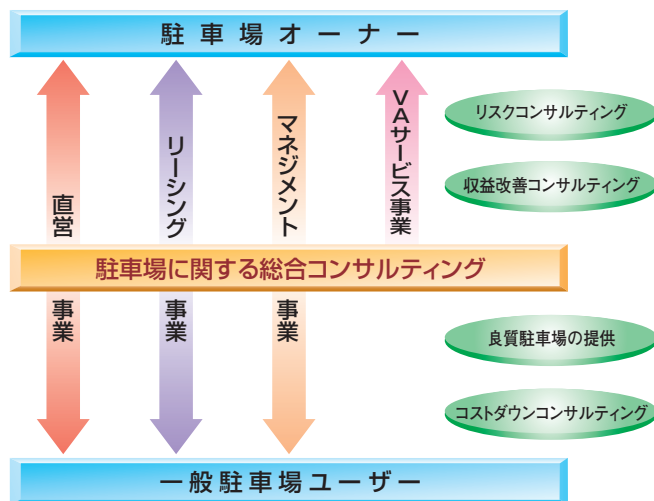 駐車場オーナー
直営事業
リーシング事業
マネジメント事業
VAサービス事業
リスクコンサルティング
収益改善コンサルティング
駐車場に関する総合コンサルティング
良質駐車場の提供
コストダウンコンサルティング
一般駐車場ユーザー